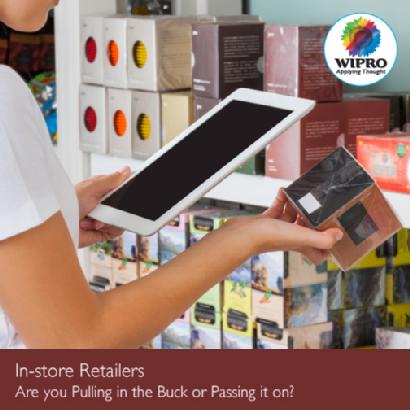 WIPRO
Applying Thought
In-store Retailers
Are you Pulling in the Buck or Passing it on?